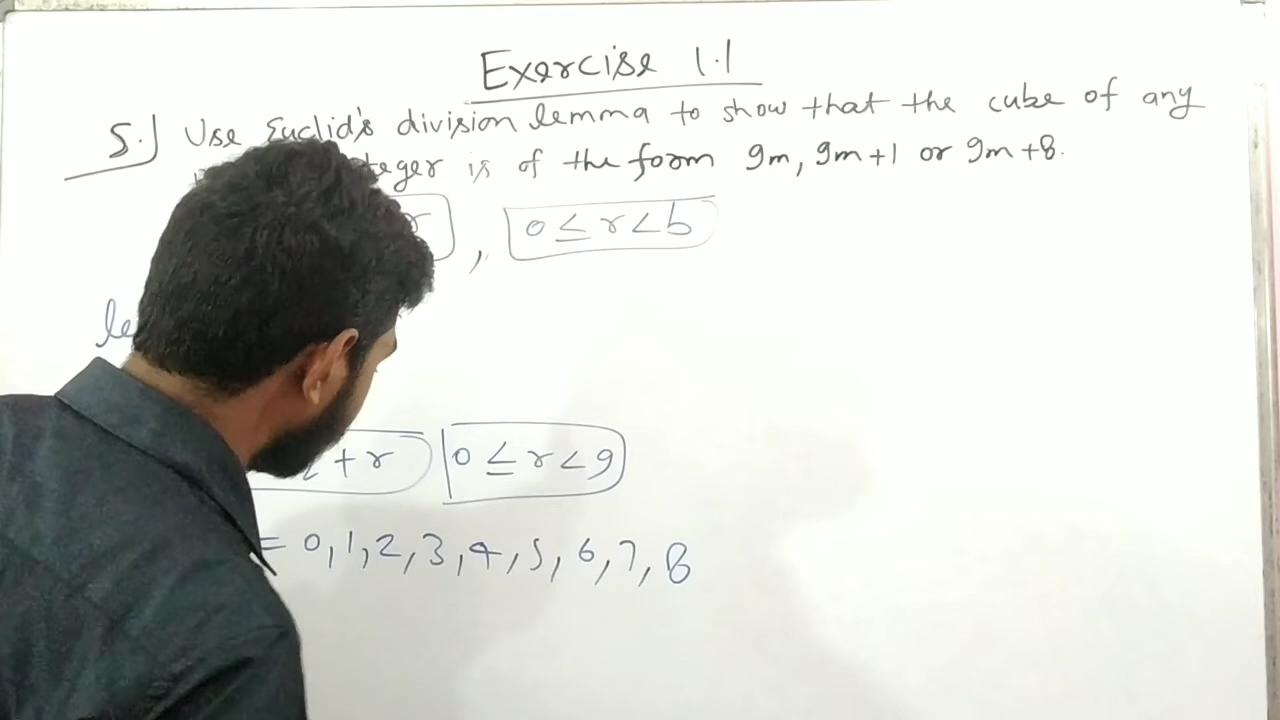 Exercise 1.1
5.) Use Euclid's division lemma to show that the cube of any
teger is of the form 9m, 9m+1 or 9m+8.
r , 0 ≤ r < b
le
+ r 0 ≤ r < 9
= 0, 1, 2, 3, 4, 5, 6, 7, 8